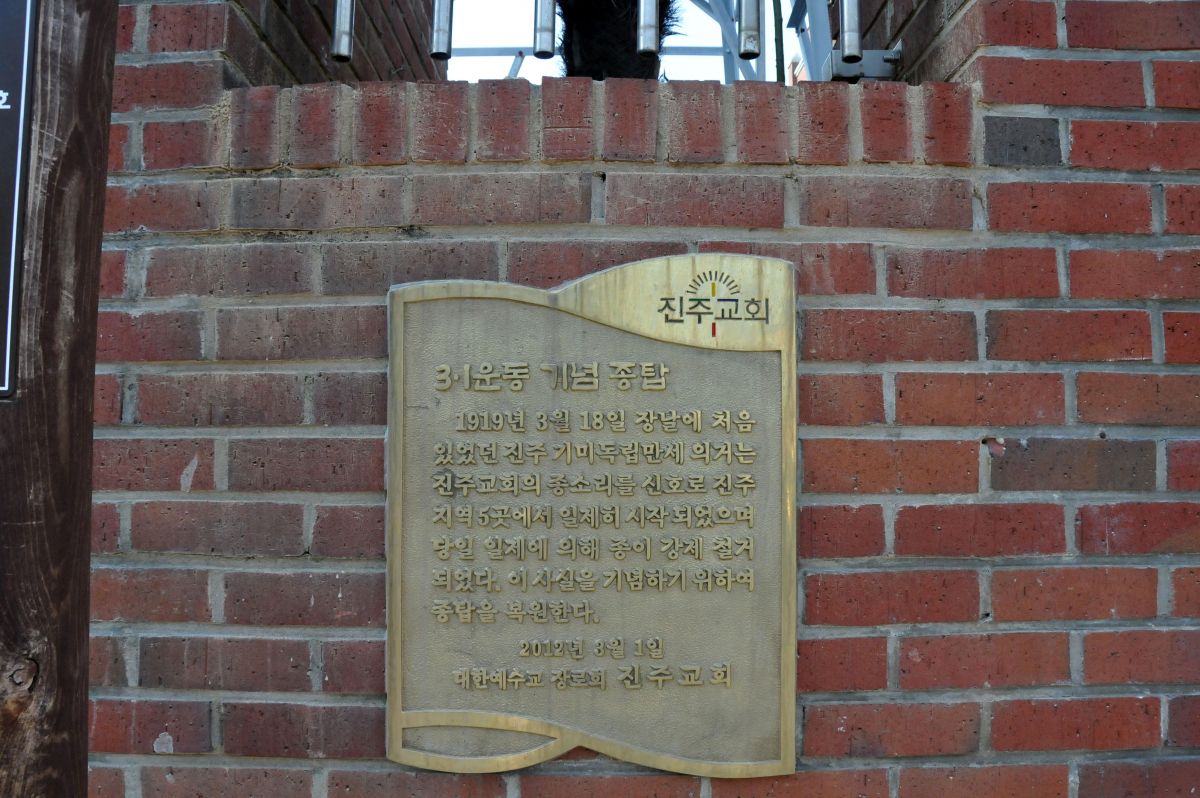 호
진주교회
3·1운동 기념 종탑
1919년 3월 18일 장날에 처음
있었던 진주 기미독립만세 의거는
진주교회의 종소리를 신호로 진주
지역 5곳에서 일제히 시작 되었으며
당일 일제에 의해 종이 강제 철거
되었다. 이 사실을 기념하기 위하여
종탑을 복원한다.
2012년 3월 1일
대한예수교 장로회 진주교회